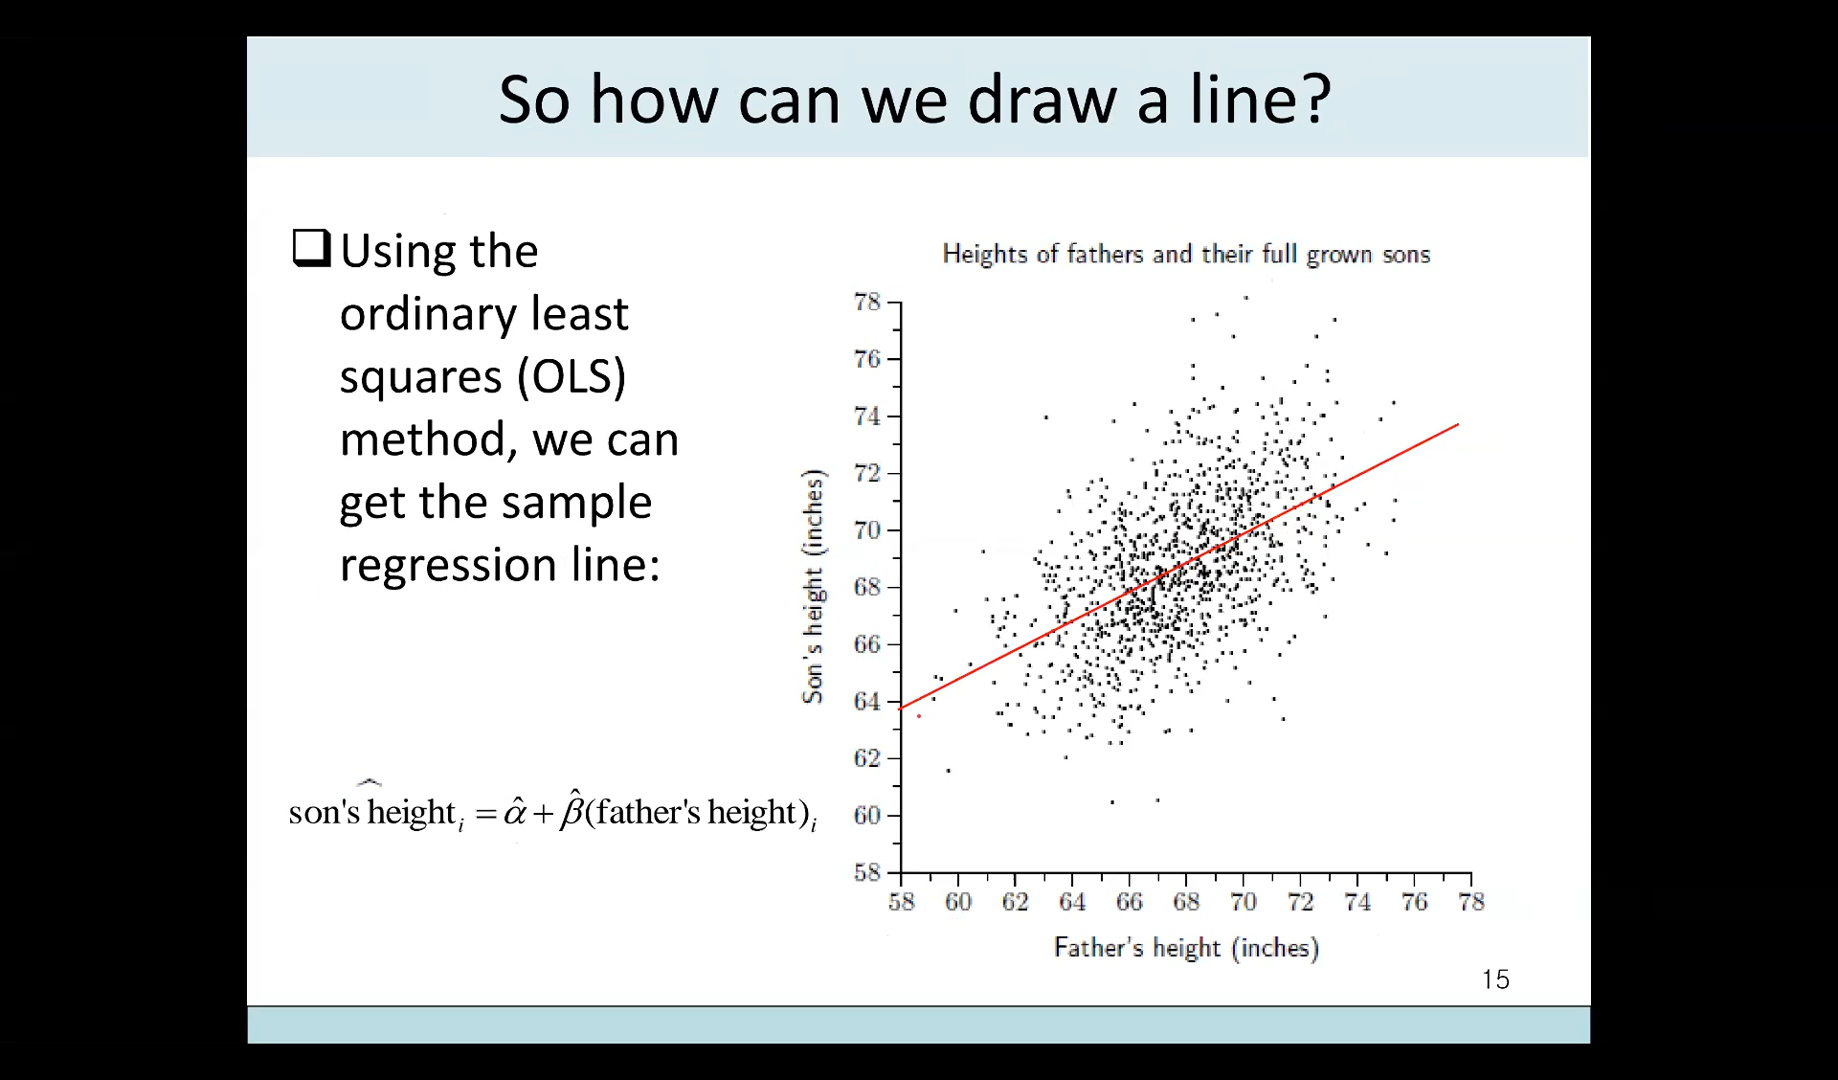 So how can we draw a line?
❑Using the
ordinary least
squares (OLS)
method, we can
get the sample
regression line:
son's height̂ᵢ = α̂ + β̂(father's height)ᵢ
Heights of fathers and their full grown sons
Son's height (inches)
78
76
74
72
70
68
66
64
62
60
58
58 60 62 64 66 68 70 72 74 76 78
Father's height (inches)
15